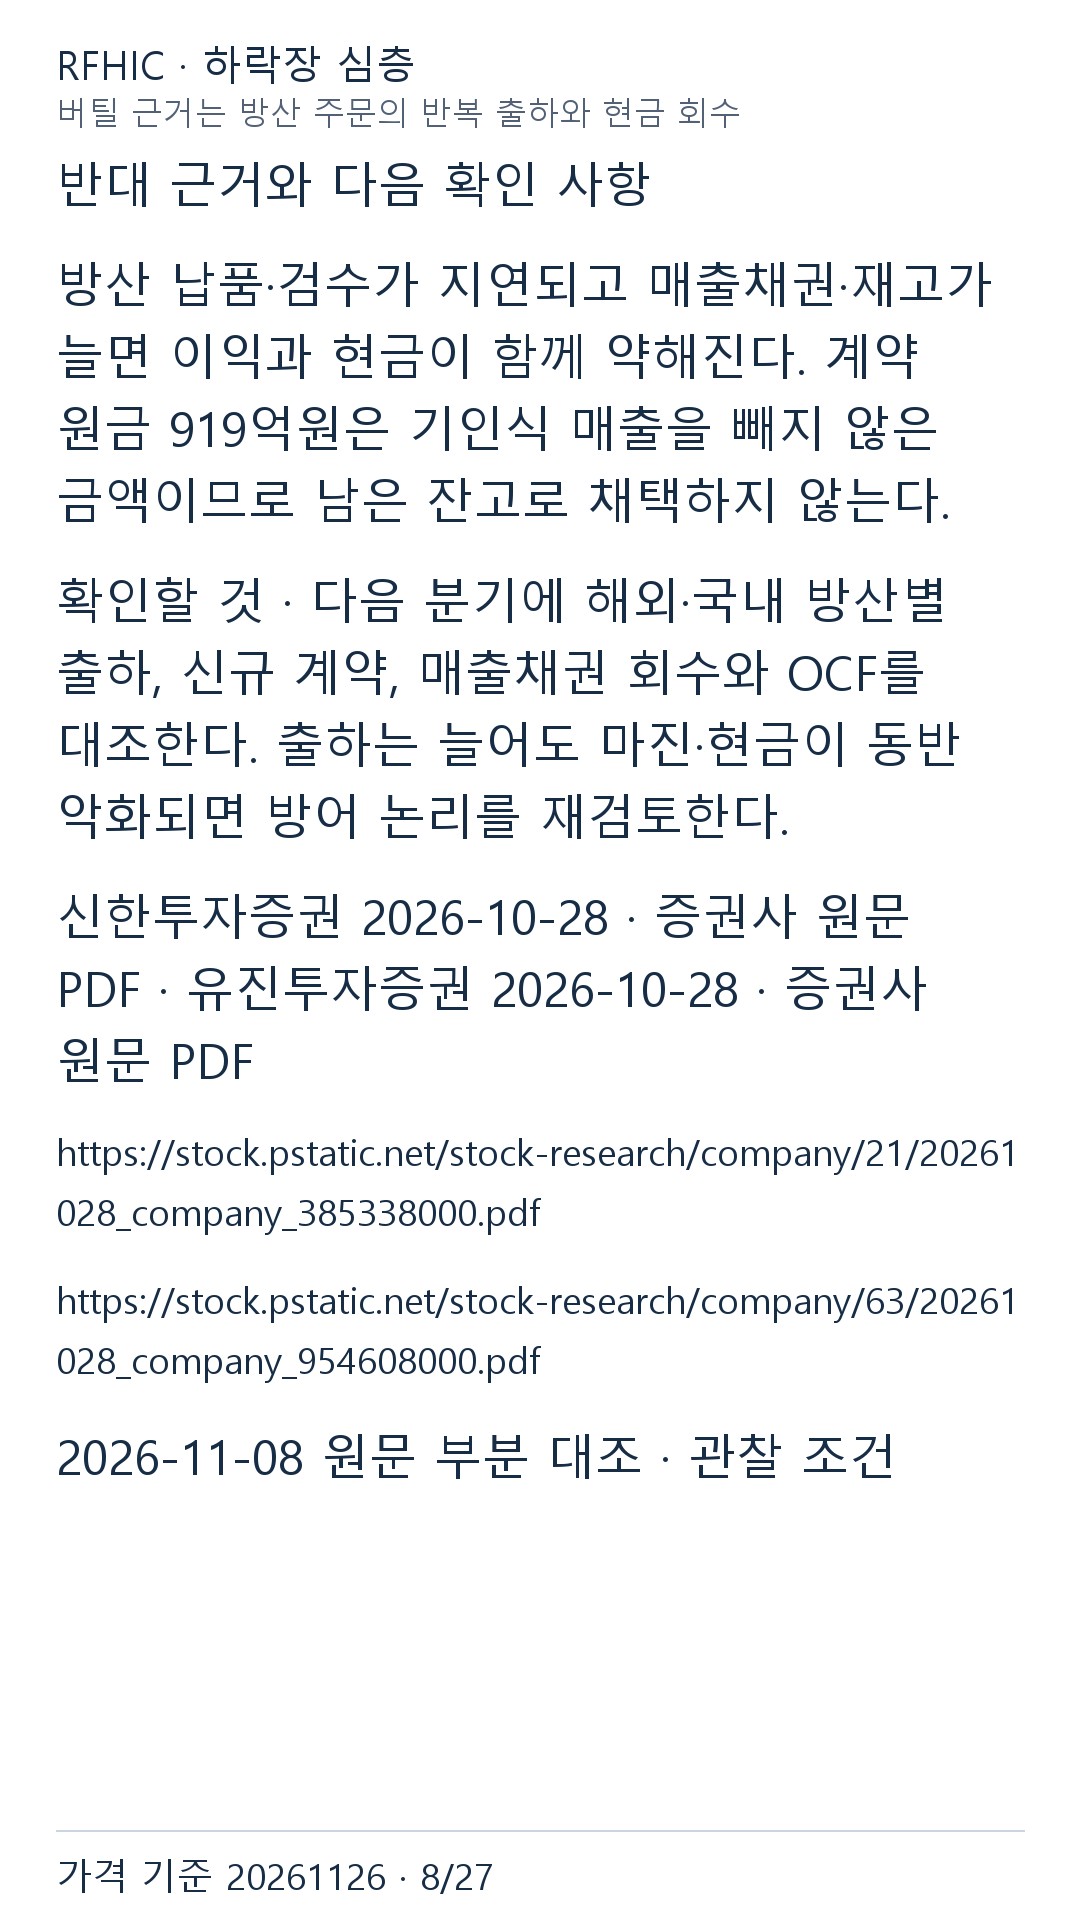 RFHIC · 하락장 심층
버틸 근거는 방산 주문의 반복 출하와 현금 회수
반대 근거와 다음 확인 사항
방산 납품·검수가 지연되고 매출채권·재고가
늘면 이익과 현금이 함께 약해진다. 계약
원금 919억원은 기인식 매출을 빼지 않은
금액이므로 남은 잔고로 채택하지 않는다.
확인할 것 · 다음 분기에 해외·국내 방산별
출하, 신규 계약, 매출채권 회수와 OCF를
대조한다. 출하는 늘어도 마진·현금이 동반
악화되면 방어 논리를 재검토한다.
신한투자증권 2026-10-28 · 증권사 원문
PDF · 유진투자증권 2026-10-28 · 증권사
원문 PDF
https://stock.pstatic.net/stock-research/company/21/20261
028_company_385338000.pdf
https://stock.pstatic.net/stock-research/company/63/20261
028_company_954608000.pdf
2026-11-08 원문 부분 대조 · 관찰 조건
가격 기준 20261126 · 8/27